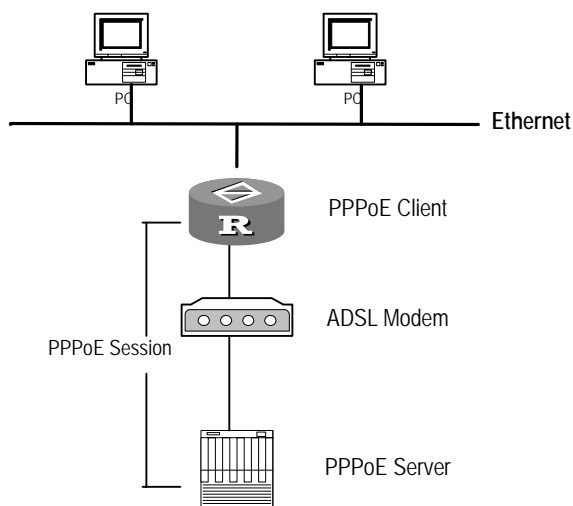 PC
PC
Ethernet
PPPoE Client
R
ADSL Modem
PPPoE Session
PPPoE Server